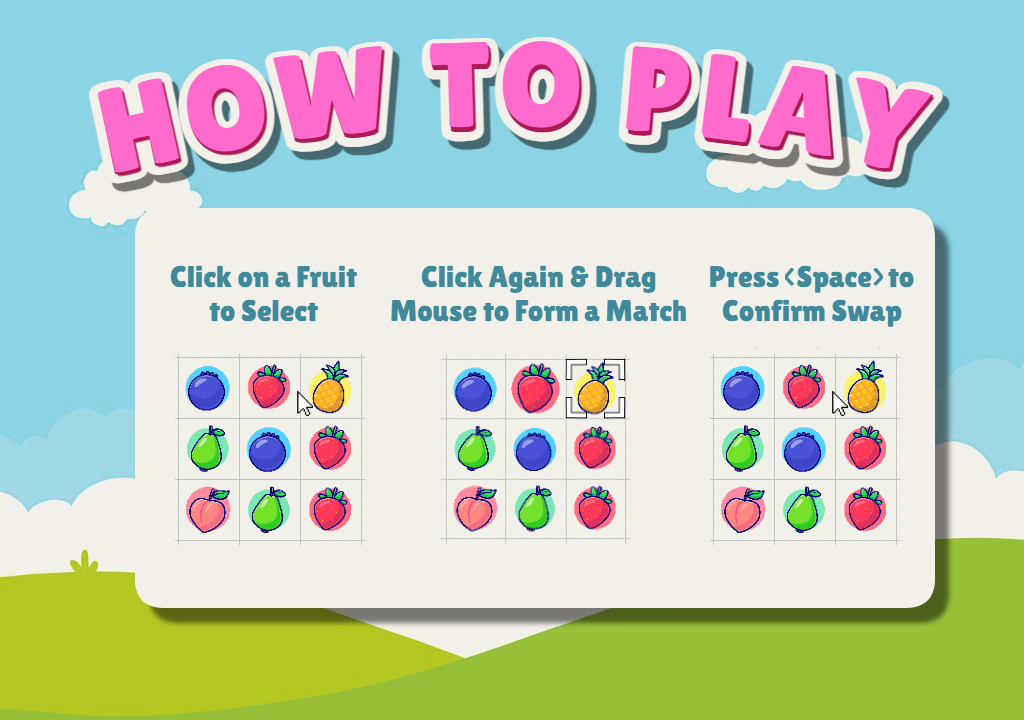 HOW TO PLAY
Click on a Fruit
to Select
Click Again & Drag
Mouse to Form a Match
Press <Space> to
Confirm Swap